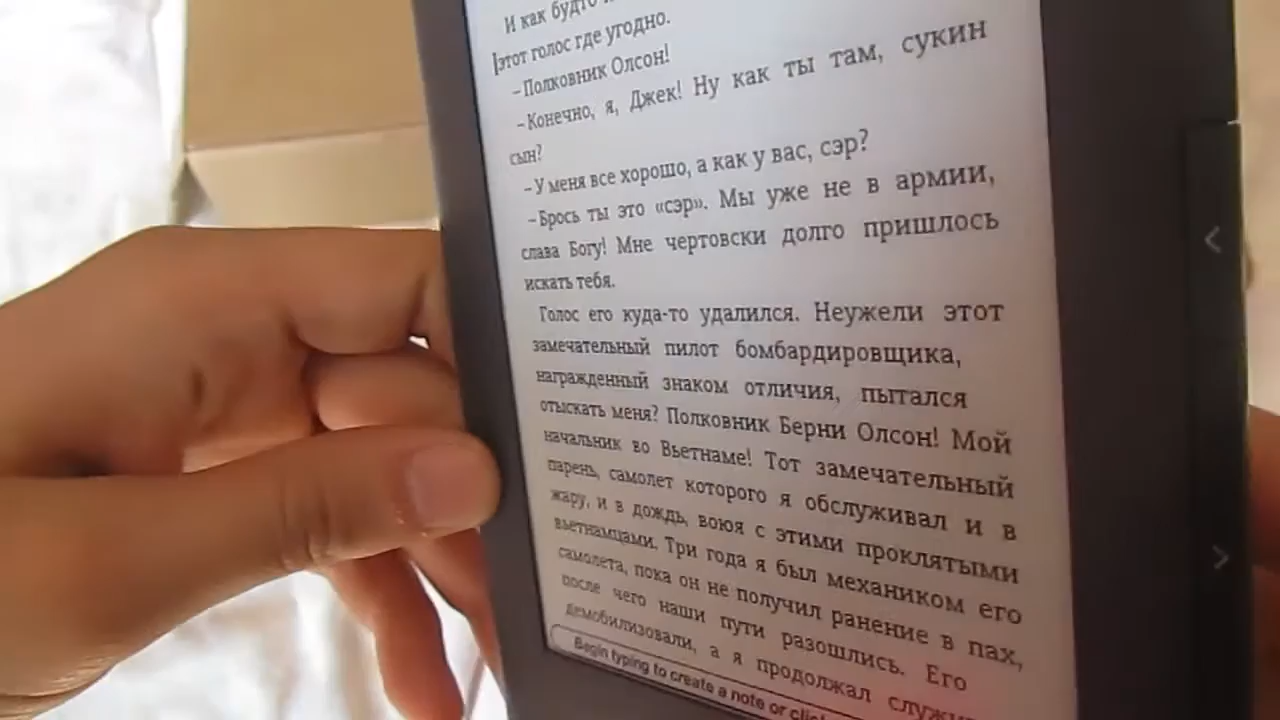 И как будто
этот голос где угодно.
– Полковник Олсон!
– Конечно, я, Джек! Ну как ты там, сукин
сын?
– У меня все хорошо, а как у вас, сэр?
– Брось ты это «сэр». Мы уже не в армии,
слава Богу! Мне чертовски долго пришлось
искать тебя.
Голос его куда-то удалился. Неужели этот
замечательный пилот бомбардировщика,
награжденный знаком отличия, пытался
отыскать меня? Полковник Берни Олсон! Мой
начальник во Вьетнаме! Тот замечательный
парень, самолет которого я обслуживал и в
жару, и в дождь, воюя с этими проклятыми
вьетнамцами. Три года я был механиком его
самолета, пока он не получил ранение в пах,
после чего наши пути разошлись. Его
демобилизовали, а я продолжал
Begin typing to create a note or